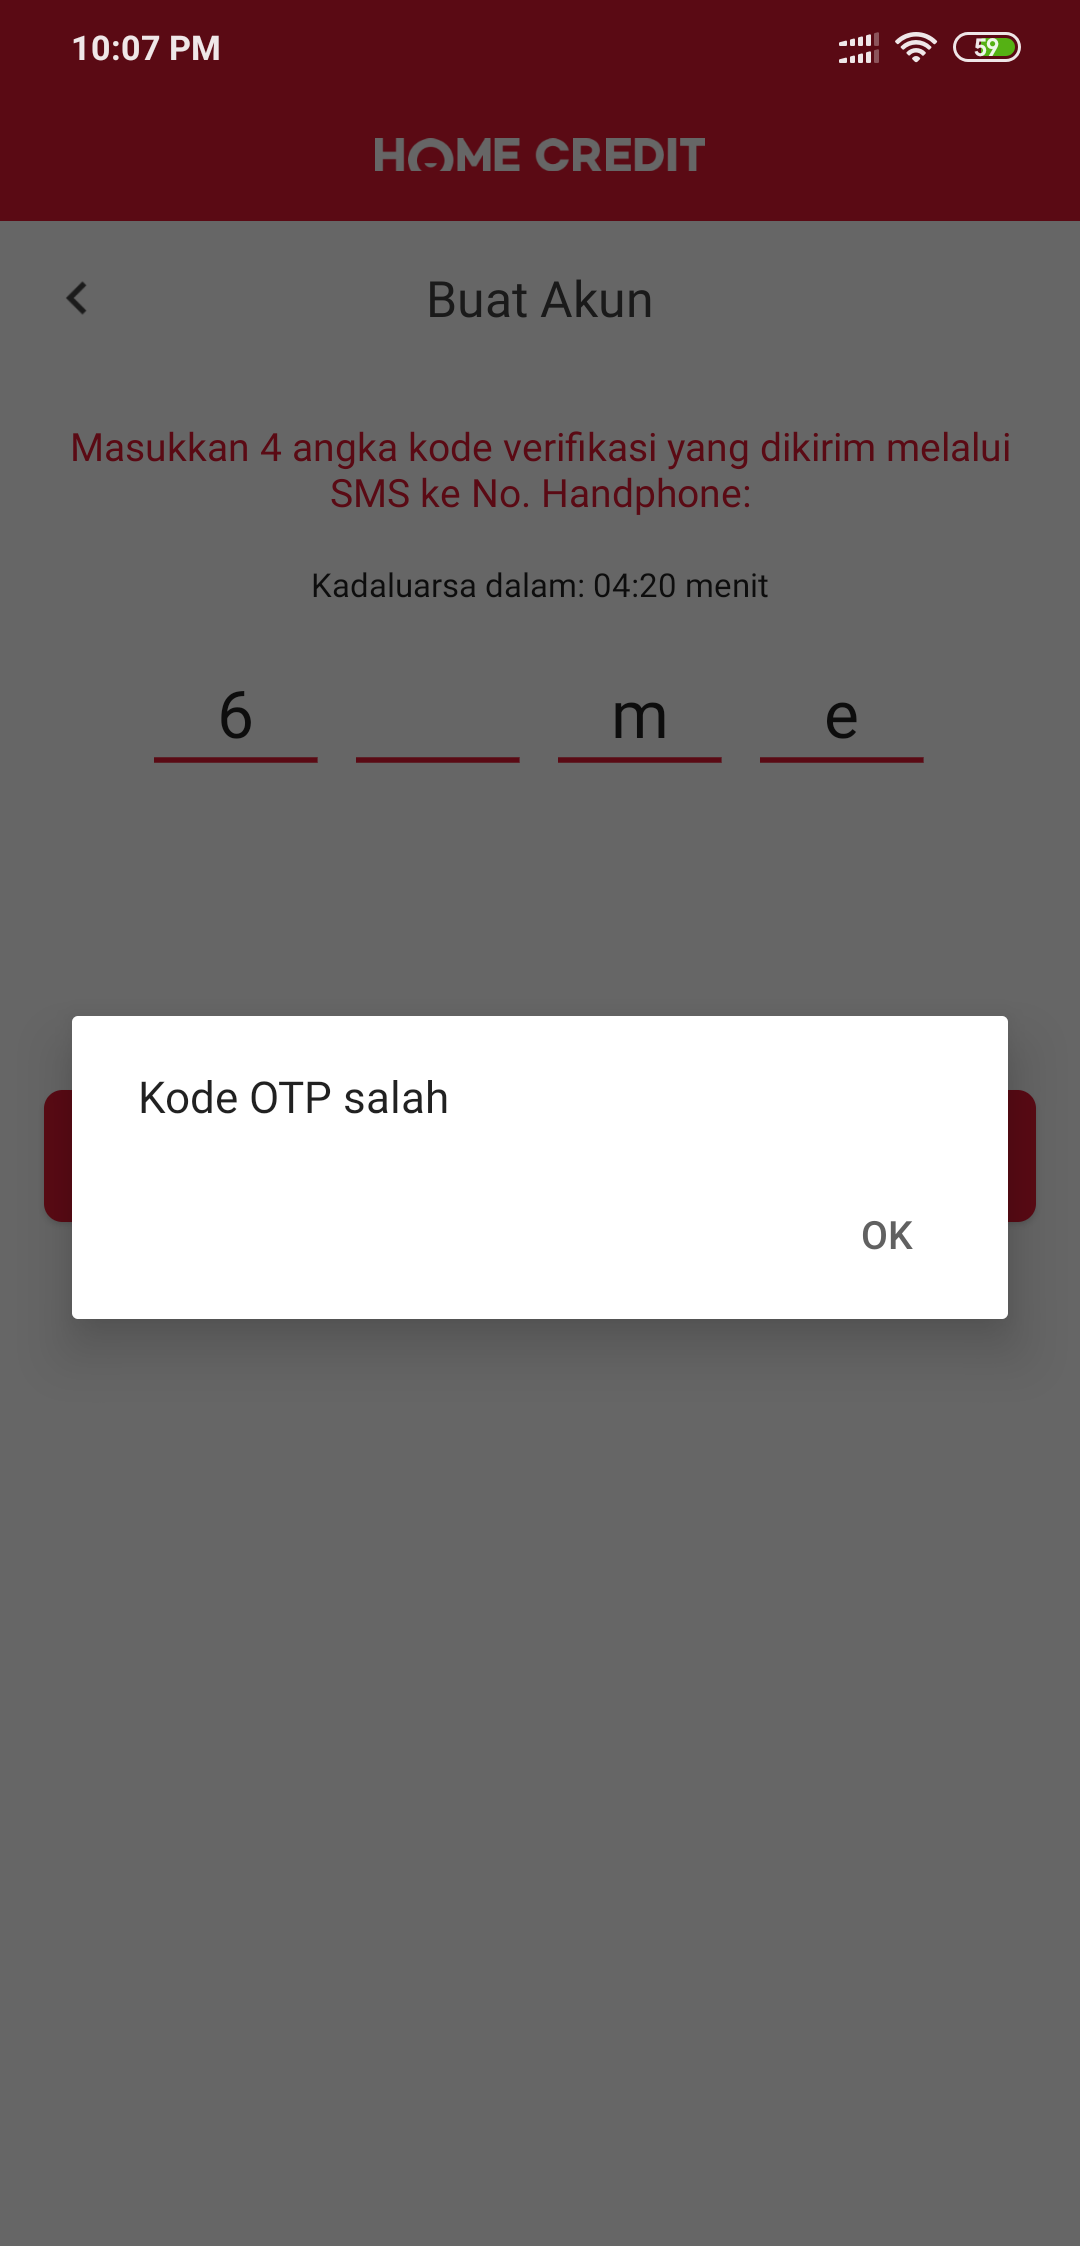 10:07 PM 59
HOME CREDIT
Buat Akun
Masukkan 4 angka kode verifikasi yang dikirim melalui
SMS ke No. Handphone:
Kadaluarsa dalam: 04:20 menit
6 m e
Kode OTP salah
OK